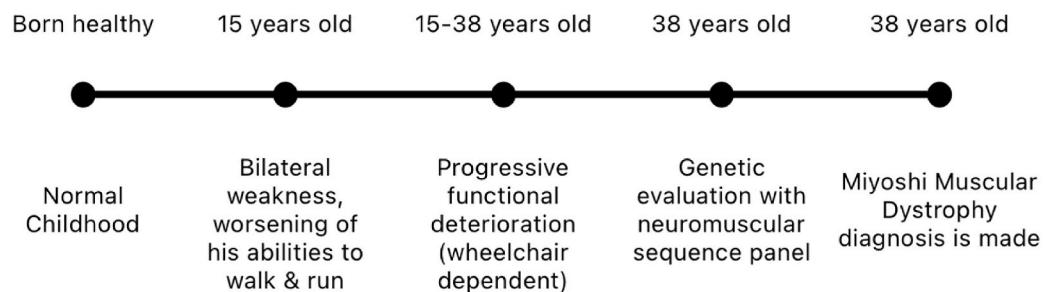 Born healthy
15 years old
15-38 years old
38 years old
38 years old
Normal
Childhood
Bilateral
weakness,
worsening of
his abilities to
walk & run
Progressive
functional
deterioration
(wheelchair
dependent)
Genetic
evaluation with
neuromuscular
sequence panel
Miyoshi Muscular
Dystrophy
diagnosis is made